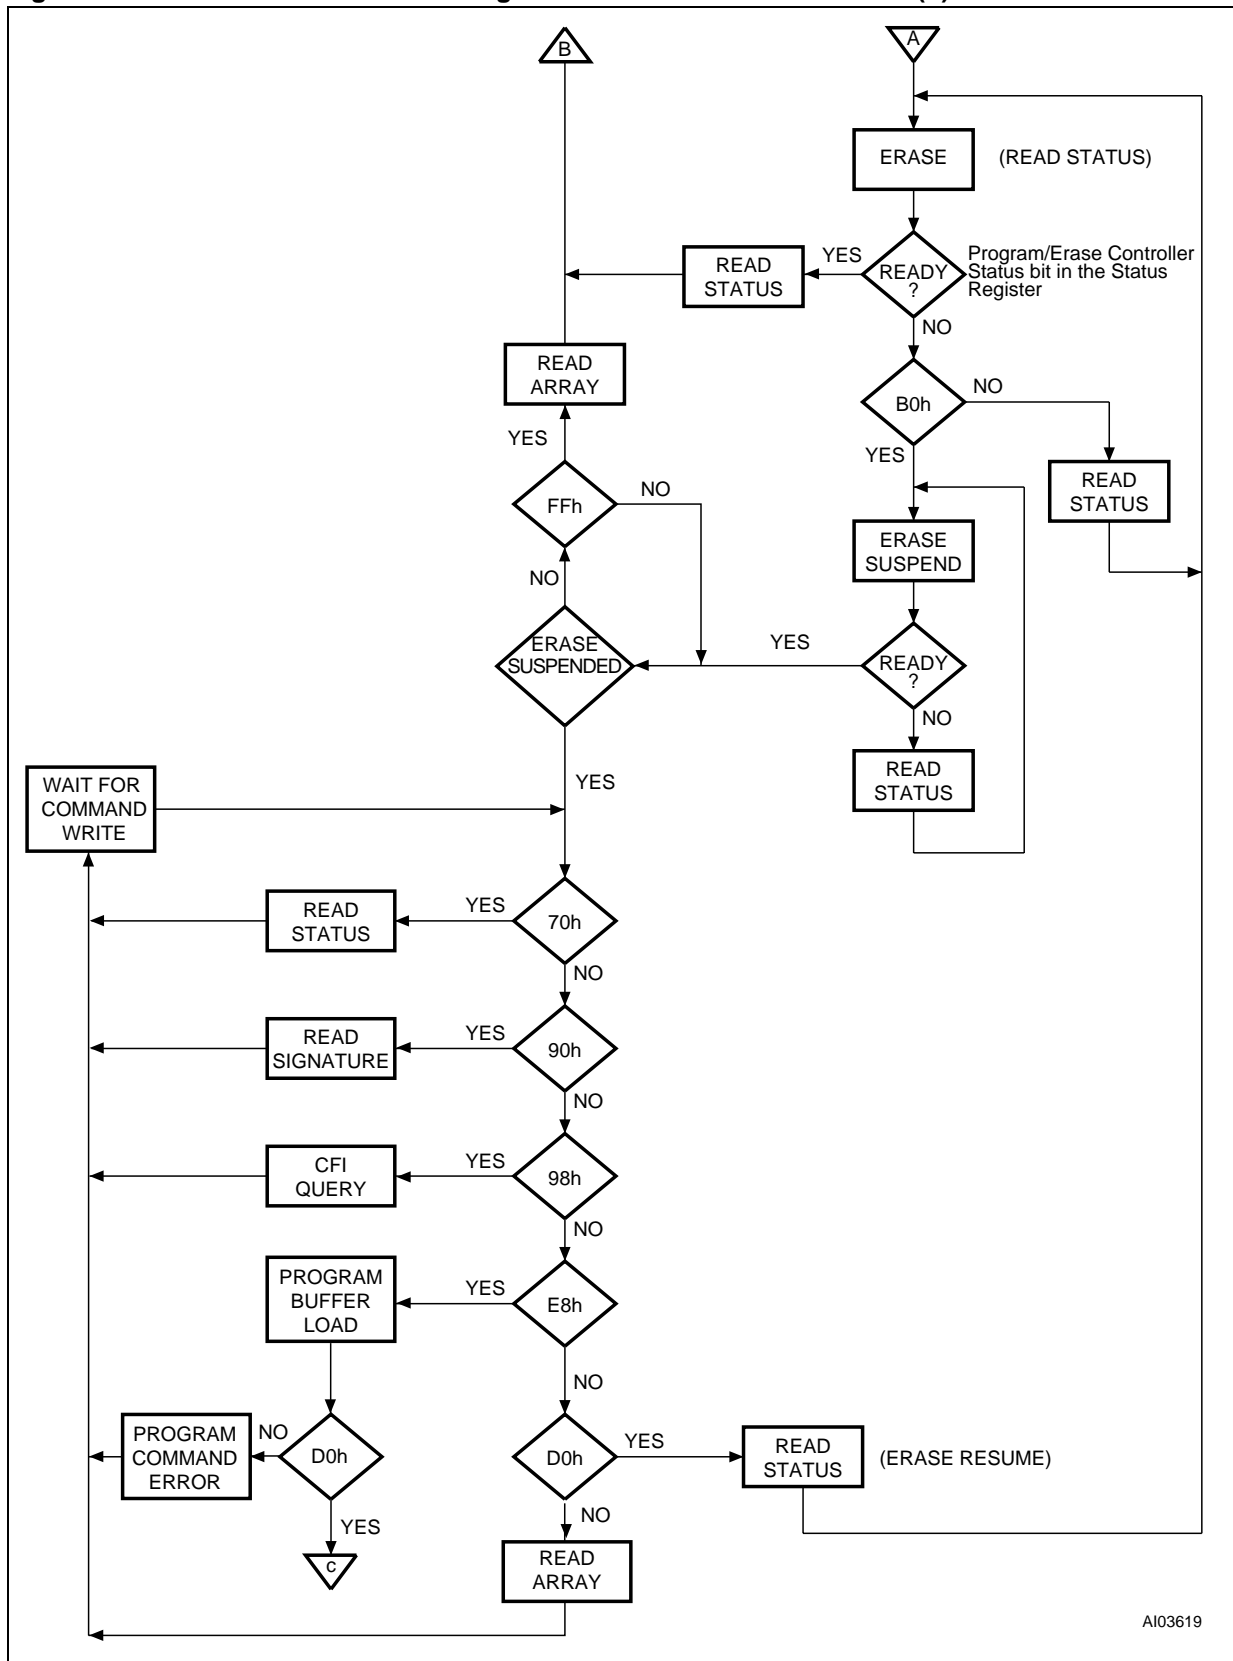 B
A
ERASE
(READ STATUS)
YES
READ
STATUS
READY
?
Program/Erase Controller
Status bit in the Status
Register
NO
READ
ARRAY
B0h
NO
YES
YES
READ
STATUS
FFh
NO
ERASE
SUSPEND
NO
ERASE
SUSPENDED
YES
READY
?
NO
YES
READ
STATUS
WAIT FOR
COMMAND
WRITE
READ
STATUS
YES
70h
NO
READ
SIGNATURE
YES
90h
NO
CFI
QUERY
YES
98h
NO
PROGRAM
BUFFER
LOAD
YES
E8h
NO
PROGRAM
COMMAND
ERROR
NO
D0h
YES
c
D0h
YES
READ
STATUS
(ERASE RESUME)
NO
READ
ARRAY
AI03619